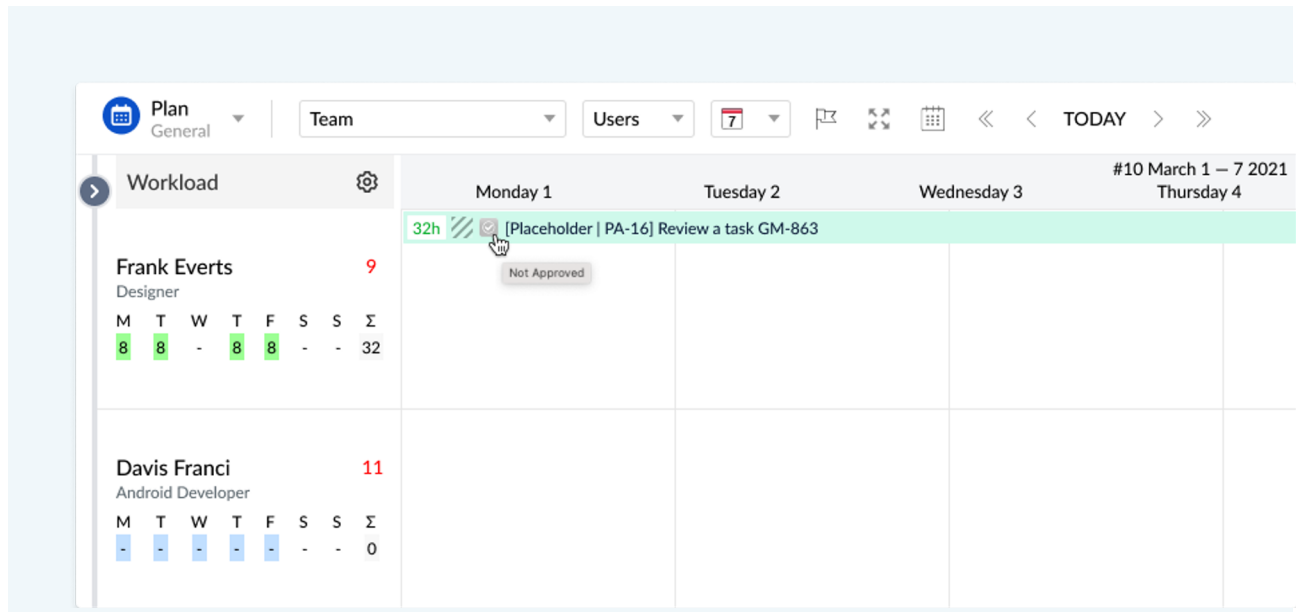 Plan
General
Team
Users
7
TODAY
Workload
#10 March 1 — 7 2021
Monday 1
Tuesday 2
Wednesday 3
Thursday 4
32h [Placeholder | PA-16] Review a task GM-863
Not Approved
Frank Everts 9
Designer
M T W T F S S Σ
8 8 - 8 8 - - 32
Davis Franci 11
Android Developer
M T W T F S S Σ
- - - - - - - 0